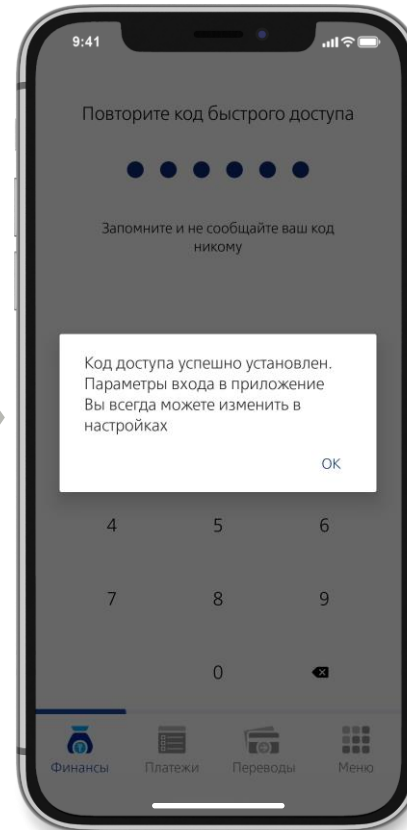 9:41
Повторите код быстрого доступа
Запомните и не сообщайте ваш код
никому
Код доступа успешно установлен.
Параметры входа в приложение
Вы всегда можете изменить в
настройках
ОК
4 5 6
7 8 9
0
Финансы Платежи Переводы Меню